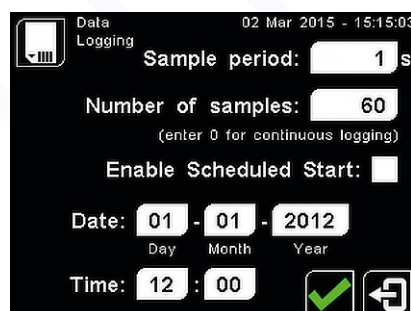 Data Logging 02 Mar 2015 - 15:15:03
Sample period: 1 s
Number of samples: 60
(enter 0 for continuous logging)
Enable Scheduled Start:
Date: 01 - 01 - 2012
Day Month Year
Time: 12 : 00